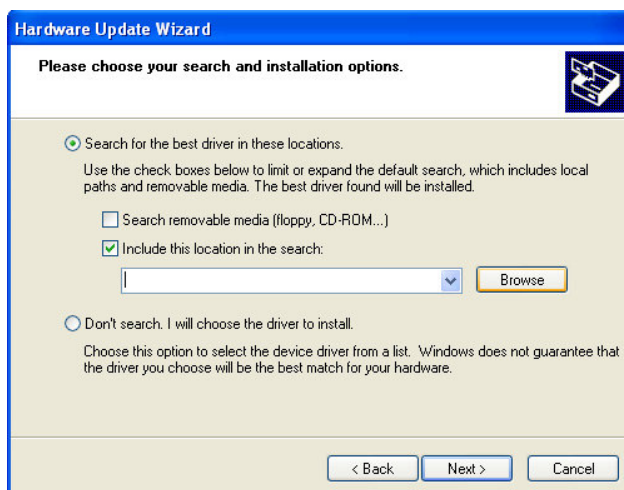 Hardware Update Wizard
Please choose your search and installation options.
Search for the best driver in these locations.
Use the check boxes below to limit or expand the default search, which includes local
paths and removable media. The best driver found will be installed.
Search removable media (floppy, CD-ROM...)
Include this location in the search:
Browse
Don't search. I will choose the driver to install.
Choose this option to select the device driver from a list. Windows does not guarantee that
the driver you choose will be the best match for your hardware.
< Back Next > Cancel